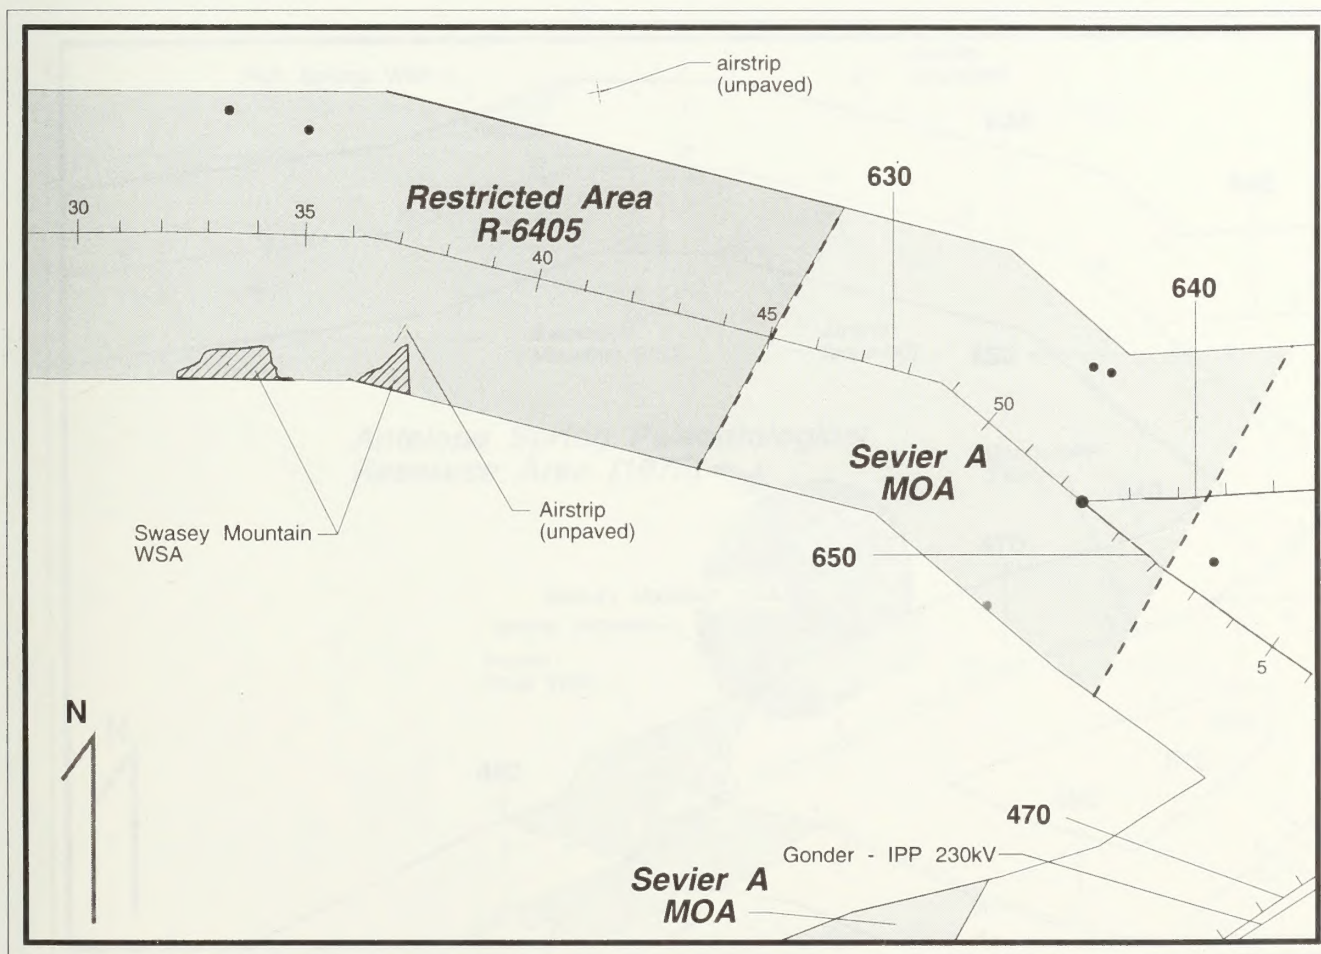 airstrip
(unpaved)
630
Restricted Area
R-6405
30
35
40
45
640
50
Sevier A
MOA
Swasey Mountain
WSA
Airstrip
(unpaved)
650
5
N
470
Gonder - IPP 230kV
Sevier A
MOA